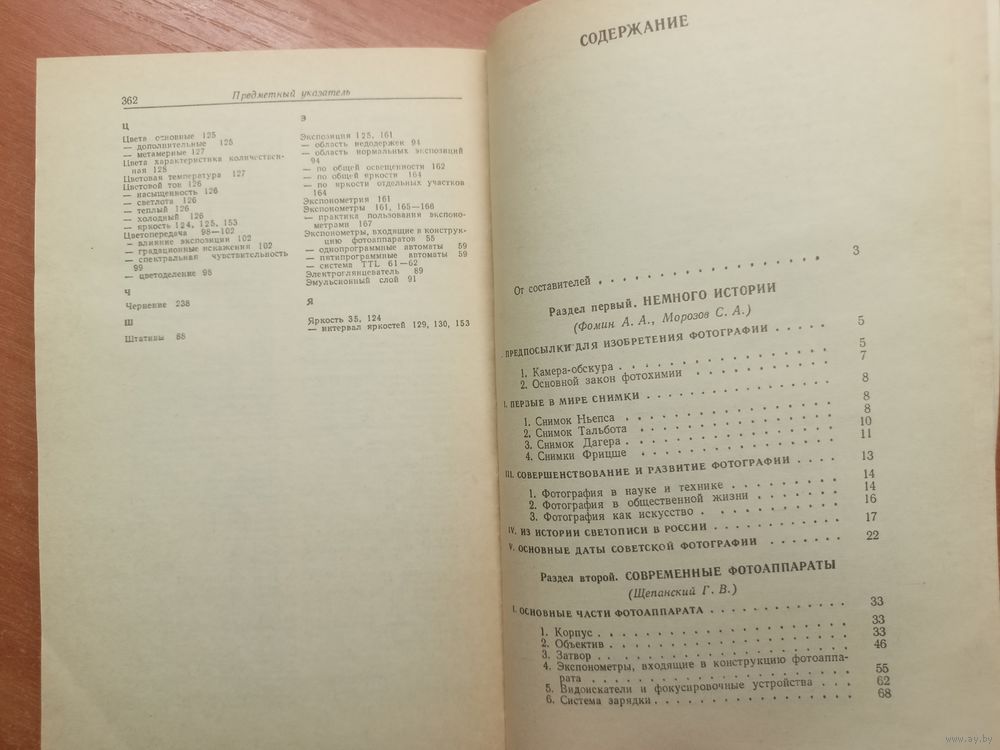 362
Предметный указатель
Ц
Цвета основные 125
— дополнительные 125
— метамерные 127
Цвета характеристика количествен-
ная 128
Цветовая температура 127
Цветовой тон 126
— насыщенность 126
— светлота 126
— теплый 126
— холодный 126
— яркость 124, 125, 153
Цветопередача 98—102
— влияние экспозиции 102
— градационные искажения 102
— спектральная чувствительность
99
— цветоделение 98
Ч
Чернение 238
Ш
Штативы 88
Э
Экспозиция 125, 161
— область недодержек 94
— область нормальных экспозиций
94
— по общей освещенности 162
— по общей яркости 164
— по яркости отдельных участков
164
Экспонометрия 161
Экспонометры 161, 165—166
— практика пользования экспоно-
метрами 167
Экспонометры, входящие в конструк-
цию фотоаппаратов 55
— однопрограммные автоматы 59
— пятипрограммные автоматы 59
— система TTL 61—62
Электроглянцеватель 89
Эмульсионный слой 91
Я
Яркость 35, 124
— интервал яркостей 129, 130, 153
СОДЕРЖАНИЕ
От составителей . . . . . . . . . . . . . . . 3
Раздел первый. НЕМНОГО ИСТОРИИ
(Фомин А. А., Морозов С. А.)
ПРЕДПОСЫЛКИ ДЛЯ ИЗОБРЕТЕНИЯ ФОТОГРАФИИ . . . . . 5
1. Камера-обскура . . . . . . . . . . . . . . 5
2. Основной закон фотохимии . . . . . . . . . . 7
I. ПЕРВЫЕ В МИРЕ СНИМКИ . . . . . . . . . . . . 8
1. Снимок Ньепса . . . . . . . . . . . . . . 8
2. Снимок Тальбота . . . . . . . . . . . . . 8
3. Снимок Дагера . . . . . . . . . . . . . . 10
4. Снимки Фрицше . . . . . . . . . . . . . . 11
III. СОВЕРШЕНСТВОВАНИЕ И РАЗВИТИЕ ФОТОГРАФИИ . . . . 13
1. Фотография в науке и технике . . . . . . . . 14
2. Фотография в общественной жизни . . . . . . . 14
3. Фотография как искусство . . . . . . . . . . 16
IV. ИЗ ИСТОРИИ СВЕТОПИСИ В РОССИИ . . . . . . . . 17
V. ОСНОВНЫЕ ДАТЫ СОВЕТСКОЙ ФОТОГРАФИИ . . . . . . . 22
Раздел второй. СОВРЕМЕННЫЕ ФОТОАППАРАТЫ
(Щепанский Г. В.)
I. ОСНОВНЫЕ ЧАСТИ ФОТОАППАРАТА . . . . . . . . . . 33
1. Корпус . . . . . . . . . . . . . . . . . 33
2. Объектив . . . . . . . . . . . . . . . . 33
3. Затвор . . . . . . . . . . . . . . . . . 46
4. Экспонометры, входящие в конструкцию фотоаппа-
рата . . . . . . . . . . . . . . . . . 55
5. Видоискатели и фокусировочные устройства . . . 62
6. Система зарядки . . . . . . . . . . . . . . 68
www.ay.by